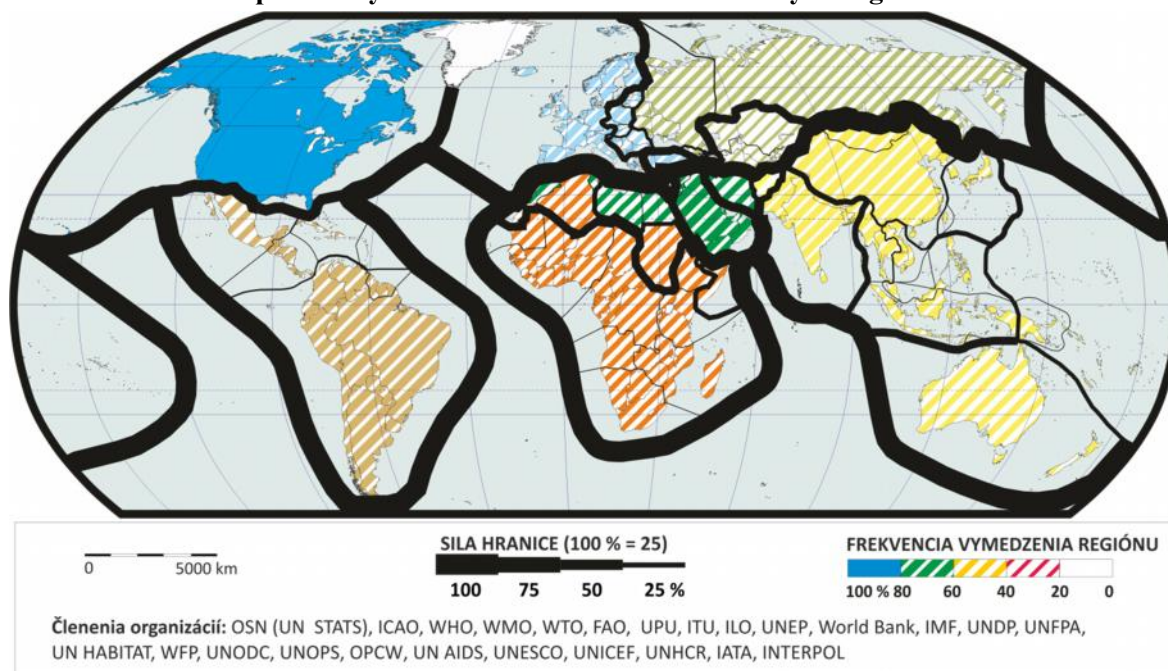 SILA HRANICE (100 % = 25)
FREKVENCIA VYMEDZENIA REGIÓNU
0 5000 km
100 75 50 25 %
100 % 80 60 40 20 0
Členenia organizácií: OSN (UN STATS), ICAO, WHO, WMO, WTO, FAO, UPU, ITU, ILO, UNEP, World Bank, IMF, UNDP, UNFPA,
UN HABITAT, WFP, UNODC, UNOPS, OPCW, UN AIDS, UNESCO, UNICEF, UNHCR, IATA, INTERPOL